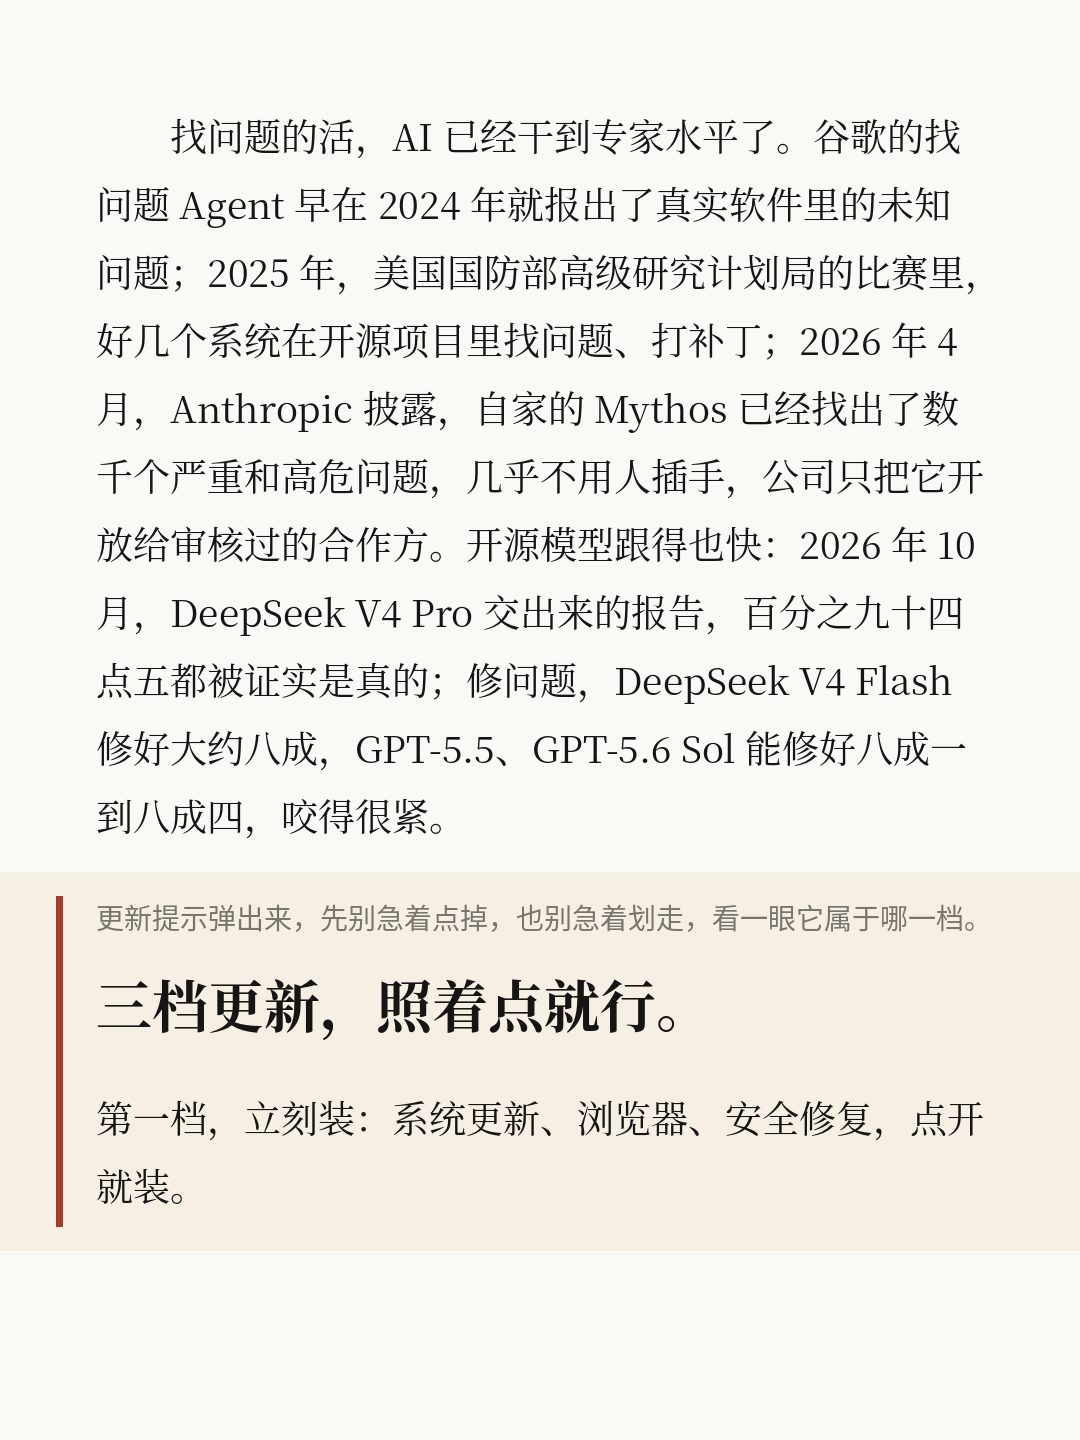 找问题的活，AI 已经干到专家水平了。谷歌的找
问题 Agent 早在 2024 年就报出了真实软件里的未知
问题；2025 年，美国国防部高级研究计划局的比赛里，
好几个系统在开源项目里找问题、打补丁；2026 年 4
月，Anthropic 披露，自家的 Mythos 已经找出了数
千个严重和高危问题，几乎不用人插手，公司只把它开
放给审核过的合作方。开源模型跟得也快：2026 年 10
月，DeepSeek V4 Pro 交出来的报告，百分之九十四
点五都被证实是真的；修问题，DeepSeek V4 Flash
修好大约八成，GPT-5.5、GPT-5.6 Sol 能修好八成一
到八成四，咬得很紧。
更新提示弹出来，先别急着点掉，也别急着划走，看一眼它属于哪一档。
三档更新，照着点就行。
第一档，立刻装：系统更新、浏览器、安全修复，点开
就装。